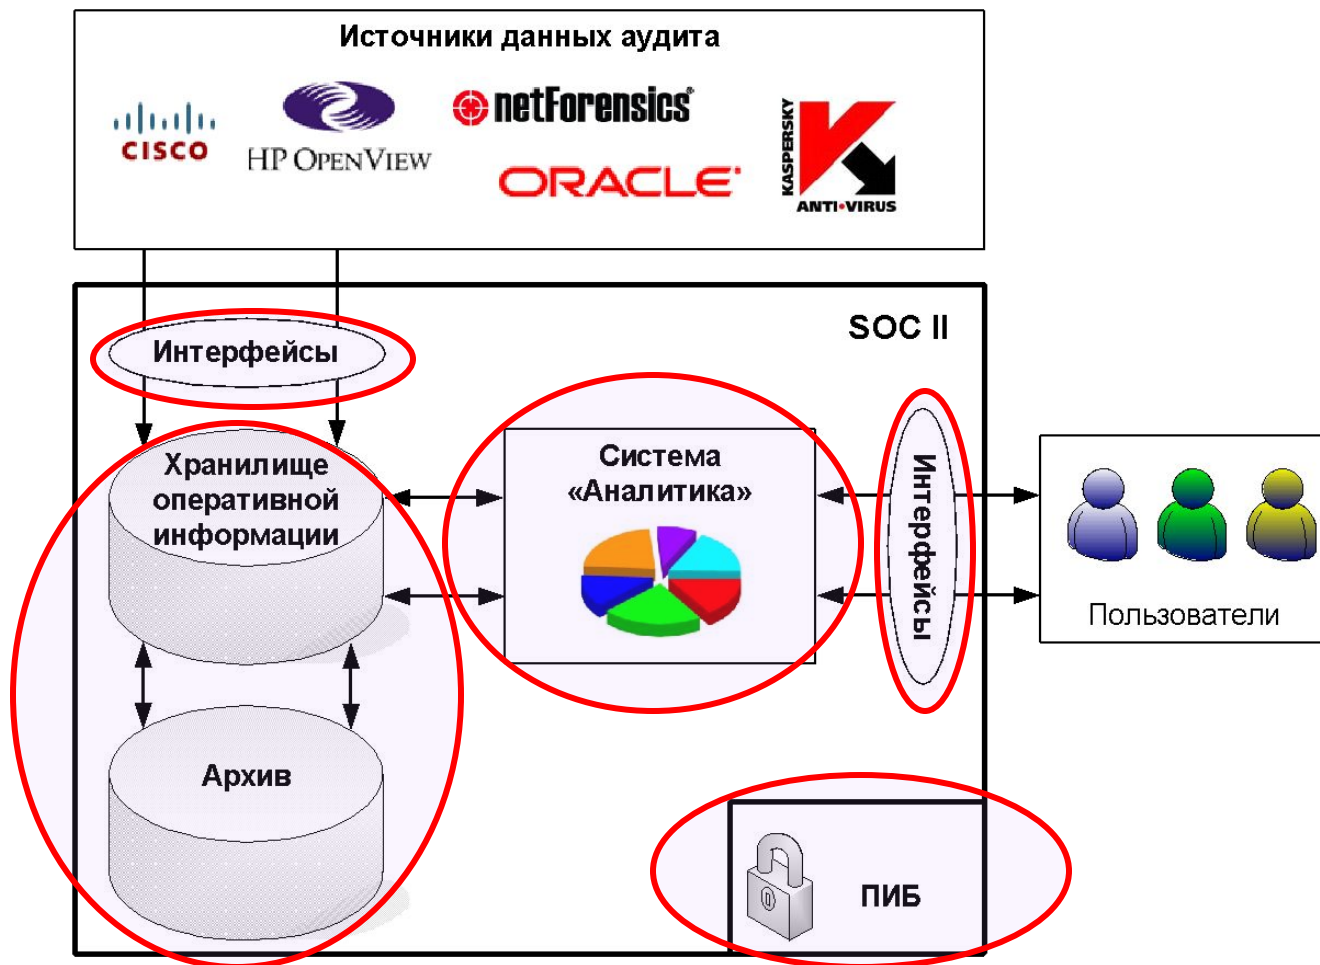 Источники данных аудита
CISCO
HP OPENVIEW
netForensics®
ORACLE®
KASPERSKY
ANTI•VIRUS
SOC II
Интерфейсы
Хранилище
оперативной
информации
Система
«Аналитика»
Интерфейсы
Пользователи
Архив
ПИБ